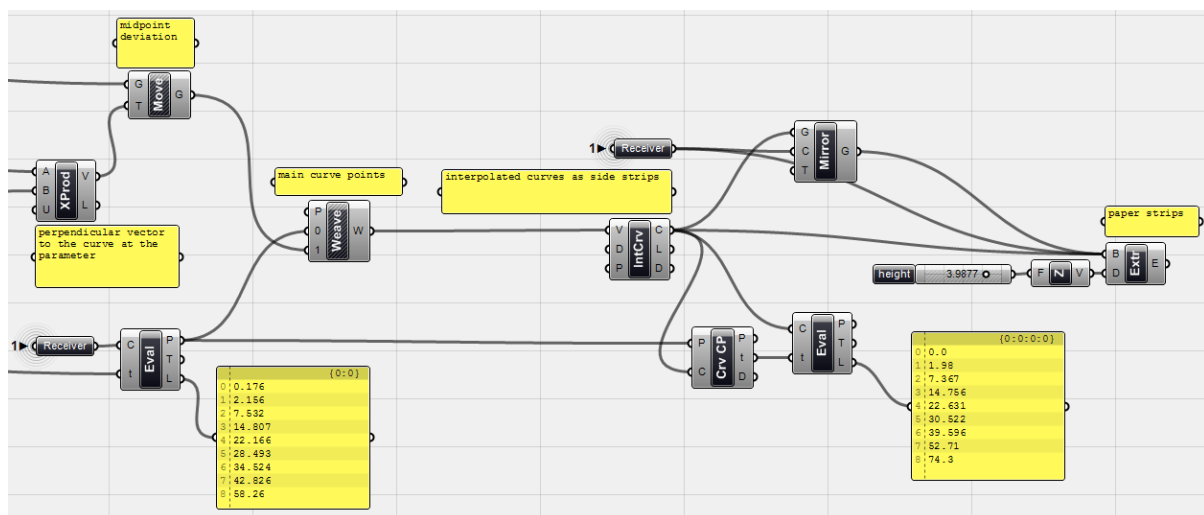 midpoint
deviation
G
T
Move
G
A
B
U
XProd
V
L
perpendicular vector
to the curve at the
parameter
main curve points
P
0
1
Weave
W
1
Receiver
interpolated curves as side strips
V
D
P
IntCrv
C
L
D
G
C
T
Mirror
G
paper strips
height
3.9877
F
Z
V
B
D
Extr
E
1
Receiver
C
t
Eval
P
T
L
{0:0}
0 0.176
1 2.156
2 7.532
3 14.807
4 22.166
5 28.493
6 34.524
7 42.826
8 58.26
P
C
Crv CP
P
t
D
C
t
Eval
P
T
L
{0:0:0:0}
0 0.0
1 1.98
2 7.367
3 14.756
4 22.631
5 30.522
6 39.596
7 52.71
8 74.3